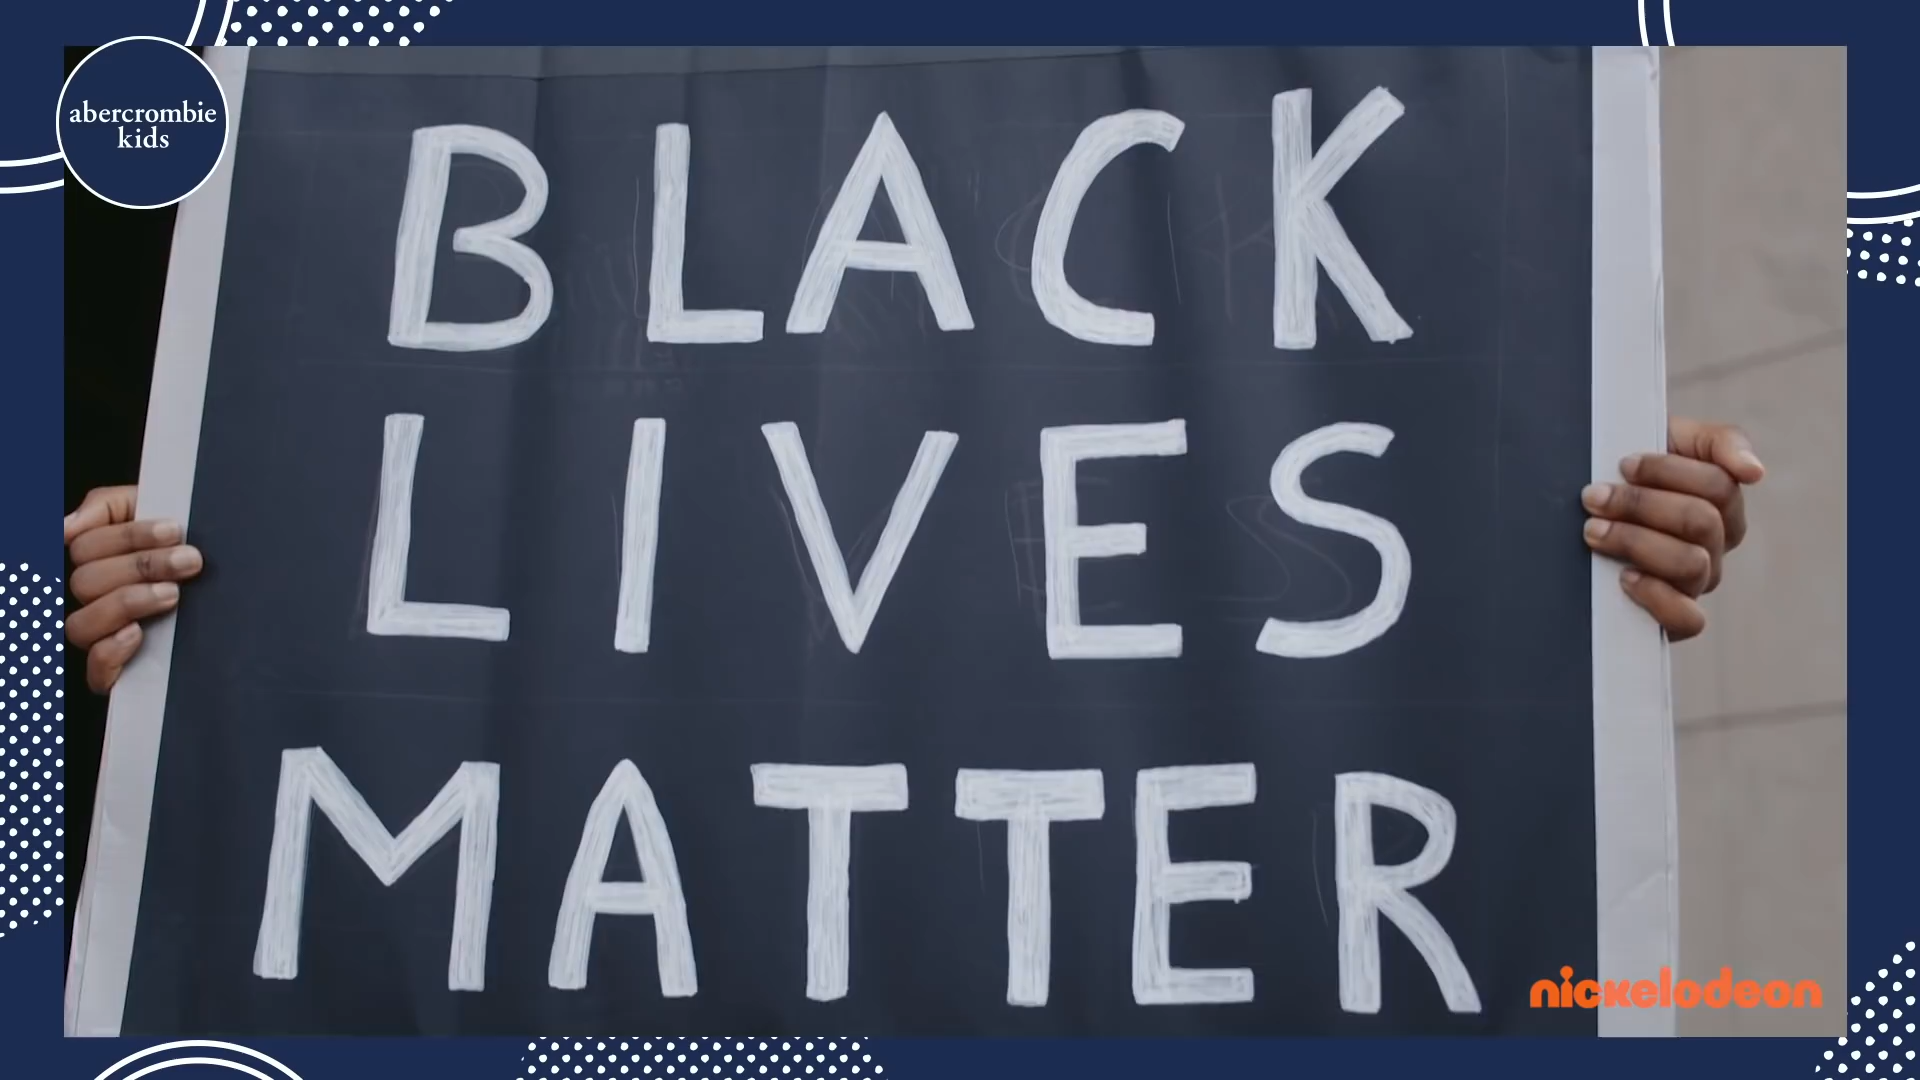 abercrombie
kids
BLACK
LIVES
MATTER
nickelodeon